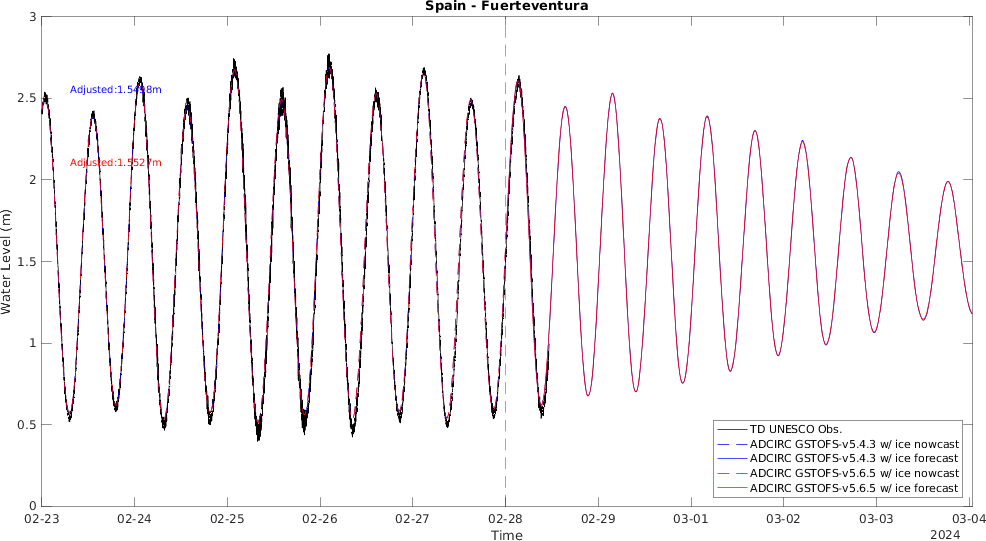 Spain - Fuerteventura
3
2.5
2
1.5
1
0.5
0
Water Level (m)
Adjusted:1.5498m
Adjusted:1.5527m
TD UNESCO Obs.
ADCIRC GSTOFS-v5.4.3 w/ ice nowcast
ADCIRC GSTOFS-v5.4.3 w/ ice forecast
ADCIRC GSTOFS-v5.6.5 w/ ice nowcast
ADCIRC GSTOFS-v5.6.5 w/ ice forecast
02-23 02-24 02-25 02-26 02-27 02-28 02-29 03-01 03-02 03-03 03-04
Time
2024